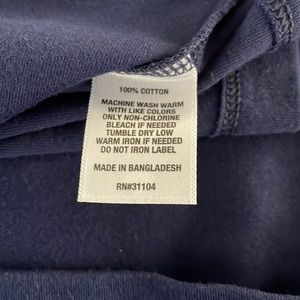 100% COTTON
MACHINE WASH WARM
WITH LIKE COLORS
ONLY NON-CHLORINE
BLEACH IF NEEDED
TUMBLE DRY LOW
WARM IRON IF NEEDED
DO NOT IRON LABEL
MADE IN BANGLADESH
RN#31104